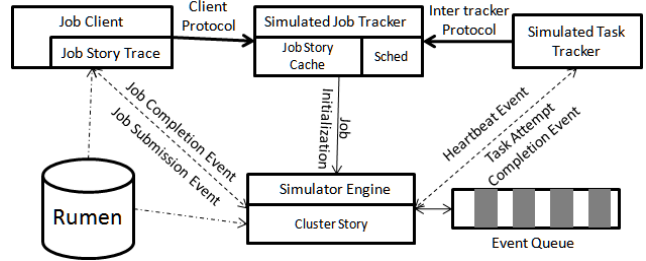 Job Client
Job Story Trace
Client
Protocol
Simulated Job Tracker
Job Story
Cache
Sched
Inter tracker
Protocol
Simulated Task
Tracker
Job Completion Event
Job Submission Event
Job
Initialization
Heartbeat Event
Task Attempt
Completion Event
Rumen
Simulator Engine
Cluster Story
Event Queue